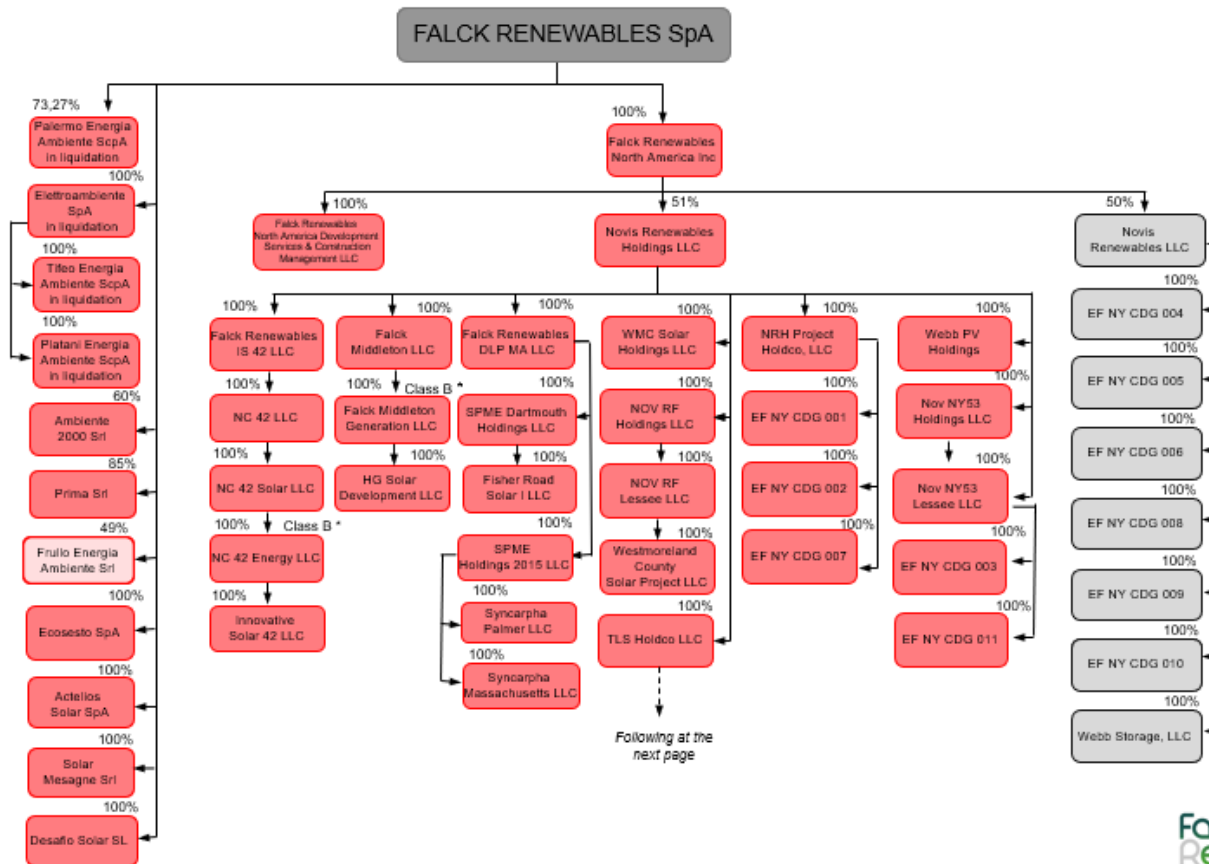 FALCK RENEWABLES SpA
73,27%
Palermo Energia
Ambiente ScpA
in liquidation
100%
Elettroambiente
SpA
in liquidation
100%
Tifeo Energia
Ambiente ScpA
in liquidation
100%
Platani Energia
Ambiente ScpA
in liquidation
60%
Ambiente
2000 Srl
85%
Prima Srl
49%
Frullo Energia
Ambiente Srl
100%
Ecosesto SpA
100%
Actelios
Solar SpA
100%
Solar
Mesagne Srl
100%
Desafio Solar SL
100%
Falck Renewables
North America Inc
100%
Falck Renewables
North America Development
Services & Construction
Management LLC
51%
Novis Renewables
Holdings LLC
50%
Novis
Renewables LLC
100%
Falck Renewables
IS 42 LLC
100%
NC 42 LLC
100%
NC 42 Solar LLC
100%
Class B *
NC 42 Energy LLC
100%
Innovative
Solar 42 LLC
100%
Falck
Middleton LLC
100%
Class B *
Falck Middleton
Generation LLC
100%
HG Solar
Development LLC
100%
Falck Renewables
DLP MA LLC
100%
SPME Dartmouth
Holdings LLC
100%
Fisher Road
Solar I LLC
100%
SPME
Holdings 2015 LLC
100%
Syncarpha
Palmer LLC
100%
Syncarpha
Massachusetts LLC
100%
WMC Solar
Holdings LLC
100%
NOV RF
Holdings LLC
100%
NOV RF
Lessee LLC
100%
Westmoreland
County
Solar Project LLC
100%
TLS Holdco LLC
Following at the
next page
100%
NRH Project
Holdco, LLC
100%
EF NY CDG 001
100%
EF NY CDG 002
100%
EF NY CDG 007
100%
Webb PV
Holdings
100%
Nov NY53
Holdings LLC
100%
Nov NY53
Lessee LLC
100%
EF NY CDG 003
100%
EF NY CDG 011
100%
EF NY CDG 004
100%
EF NY CDG 005
100%
EF NY CDG 006
100%
EF NY CDG 008
100%
EF NY CDG 009
100%
EF NY CDG 010
100%
Webb Storage, LLC